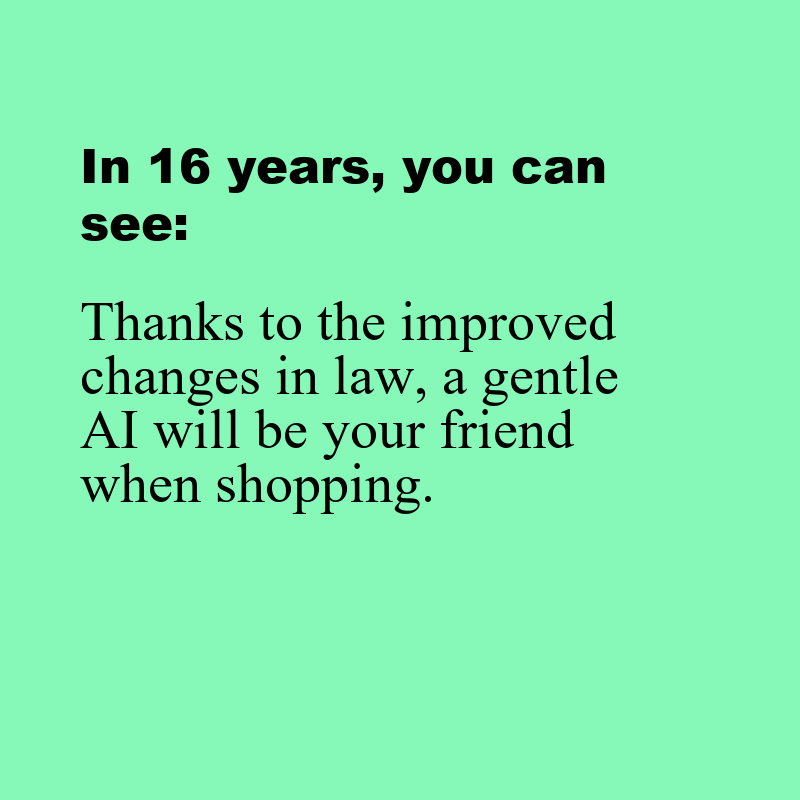 In 16 years, you can
see:
Thanks to the improved
changes in law, a gentle
AI will be your friend
when shopping.